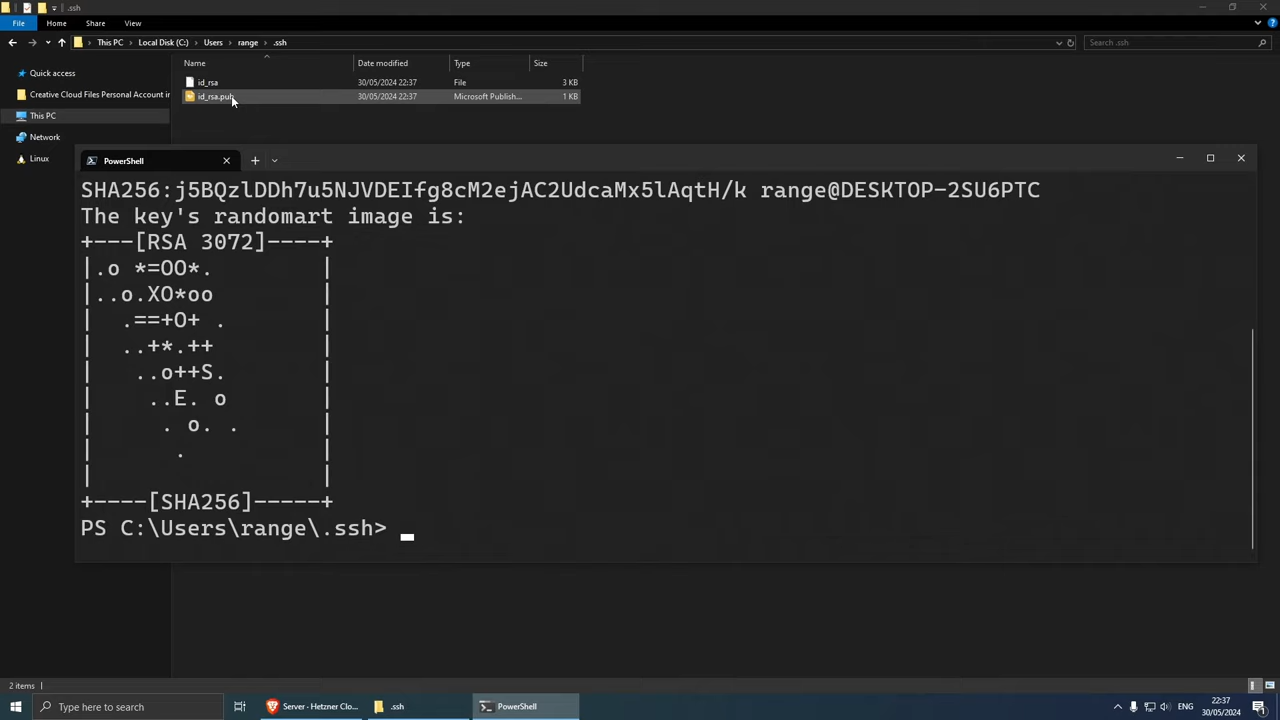 .ssh
File Home Share View
This PC Local Disk (C:) Users range .ssh Search .ssh
Name Date modified Type Size
Quick access
Creative Cloud Files Personal Account in
This PC
Network
Linux
id_rsa 30/05/2024 22:37 File 3 KB
id_rsa.pub 30/05/2024 22:37 Microsoft Publish... 1 KB
PowerShell
SHA256:j5BQzlDDh7u5NJVDEIfg8cM2ejAC2UdcaMx5lAqtH/k range@DESKTOP-2SU6PTC
The key's randomart image is:
+---[RSA 3072]----+
|.o *=OO*.        |
|..o.XO*oo        |
|  .==+O+ .       |
|  ..+*.++        |
|   ..o++S.       |
|    ..E. o       |
|     . o. .      |
|      .          |
|                 |
+----[SHA256]-----+
PS C:\Users\range\.ssh>
2 items
Type here to search
Server - Hetzner Clo...
.ssh
PowerShell
ENG
22:37
30/05/2024